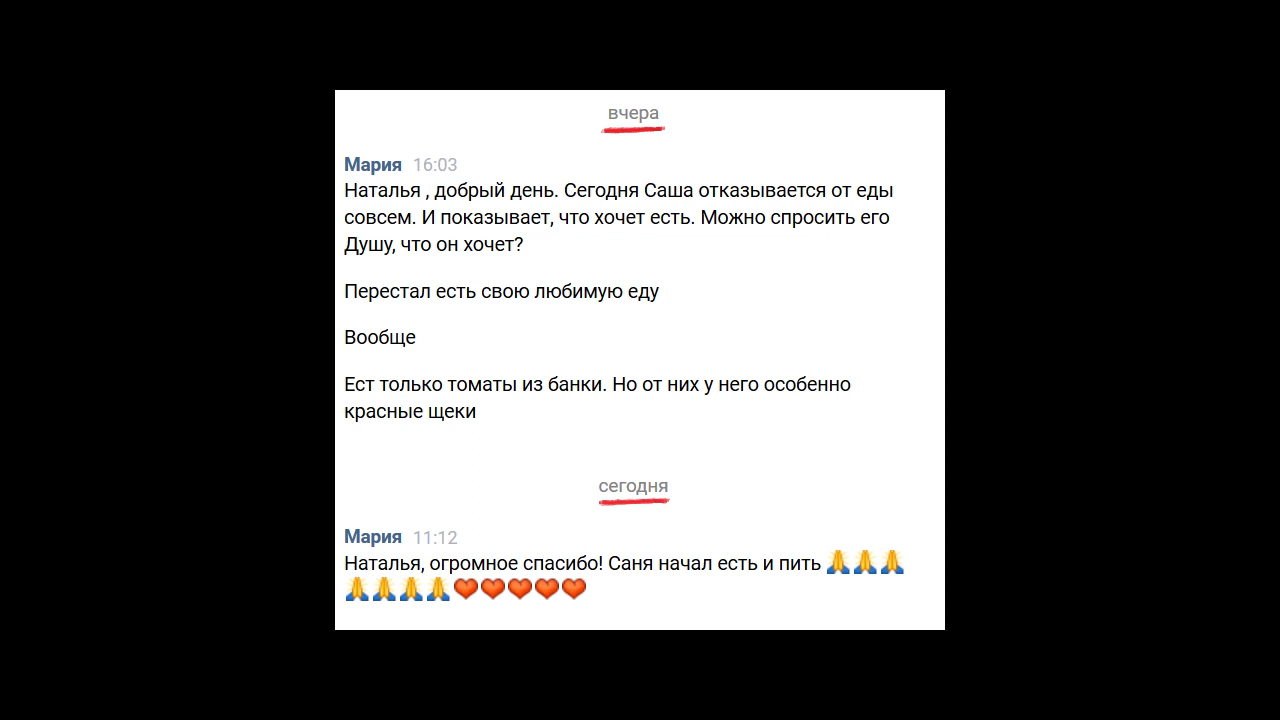 вчера
Мария 16:03
Наталья , добрый день. Сегодня Саша отказывается от еды
совсем. И показывает, что хочет есть. Можно спросить его
Душу, что он хочет?
Перестал есть свою любимую еду
Вообще
Ест только томаты из банки. Но от них у него особенно
красные щеки
сегодня
Мария 11:12
Наталья, огромное спасибо! Саня начал есть и пить 🙏🙏🙏
🙏🙏🙏🙏❤❤❤❤❤